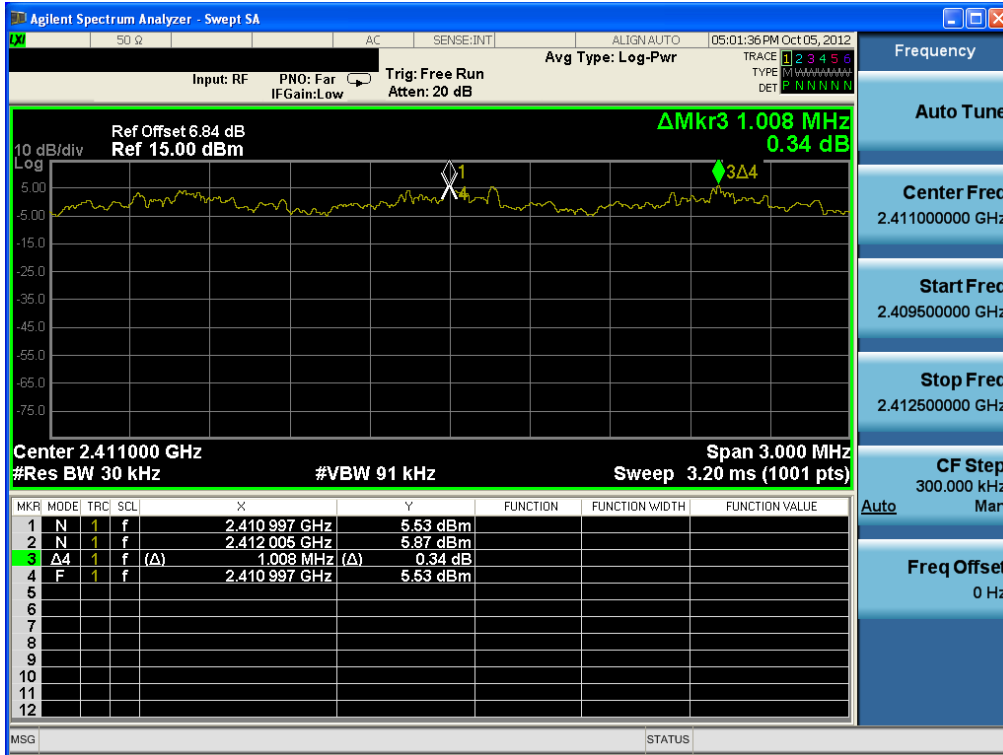 Agilent Spectrum Analyzer - Swept SA
LXI 50 Ω AC SENSE:INT ALIGN AUTO 05:01:36 PM Oct 05, 2012
Input: RF PNO: Far IFGain:Low Trig: Free Run Atten: 20 dB
Avg Type: Log-Pwr
TRACE 1 2 3 4 5 6
TYPE M WWWWW
DET P N N N N N
Ref Offset 6.84 dB
10 dB/div Ref 15.00 dBm
Log
ΔMkr3 1.008 MHz
0.34 dB
1
4
3Δ4
5.00
-5.00
-15.0
-25.0
-35.0
-45.0
-55.0
-65.0
-75.0
Center 2.411000 GHz Span 3.000 MHz
#Res BW 30 kHz #VBW 91 kHz Sweep 3.20 ms (1001 pts)
MKR MODE TRC SCL X Y FUNCTION FUNCTION WIDTH FUNCTION VALUE
1 N 1 f 2.410 997 GHz 5.53 dBm
2 N 1 f 2.412 005 GHz 5.87 dBm
3 Δ4 1 f (Δ) 1.008 MHz (Δ) 0.34 dB
4 F 1 f 2.410 997 GHz 5.53 dBm
5
6
7
8
9
10
11
12
MSG STATUS
Frequency
Auto Tune
Center Freq
2.411000000 GHz
Start Freq
2.409500000 GHz
Stop Freq
2.412500000 GHz
CF Step
300.000 kHz
Auto Man
Freq Offset
0 Hz